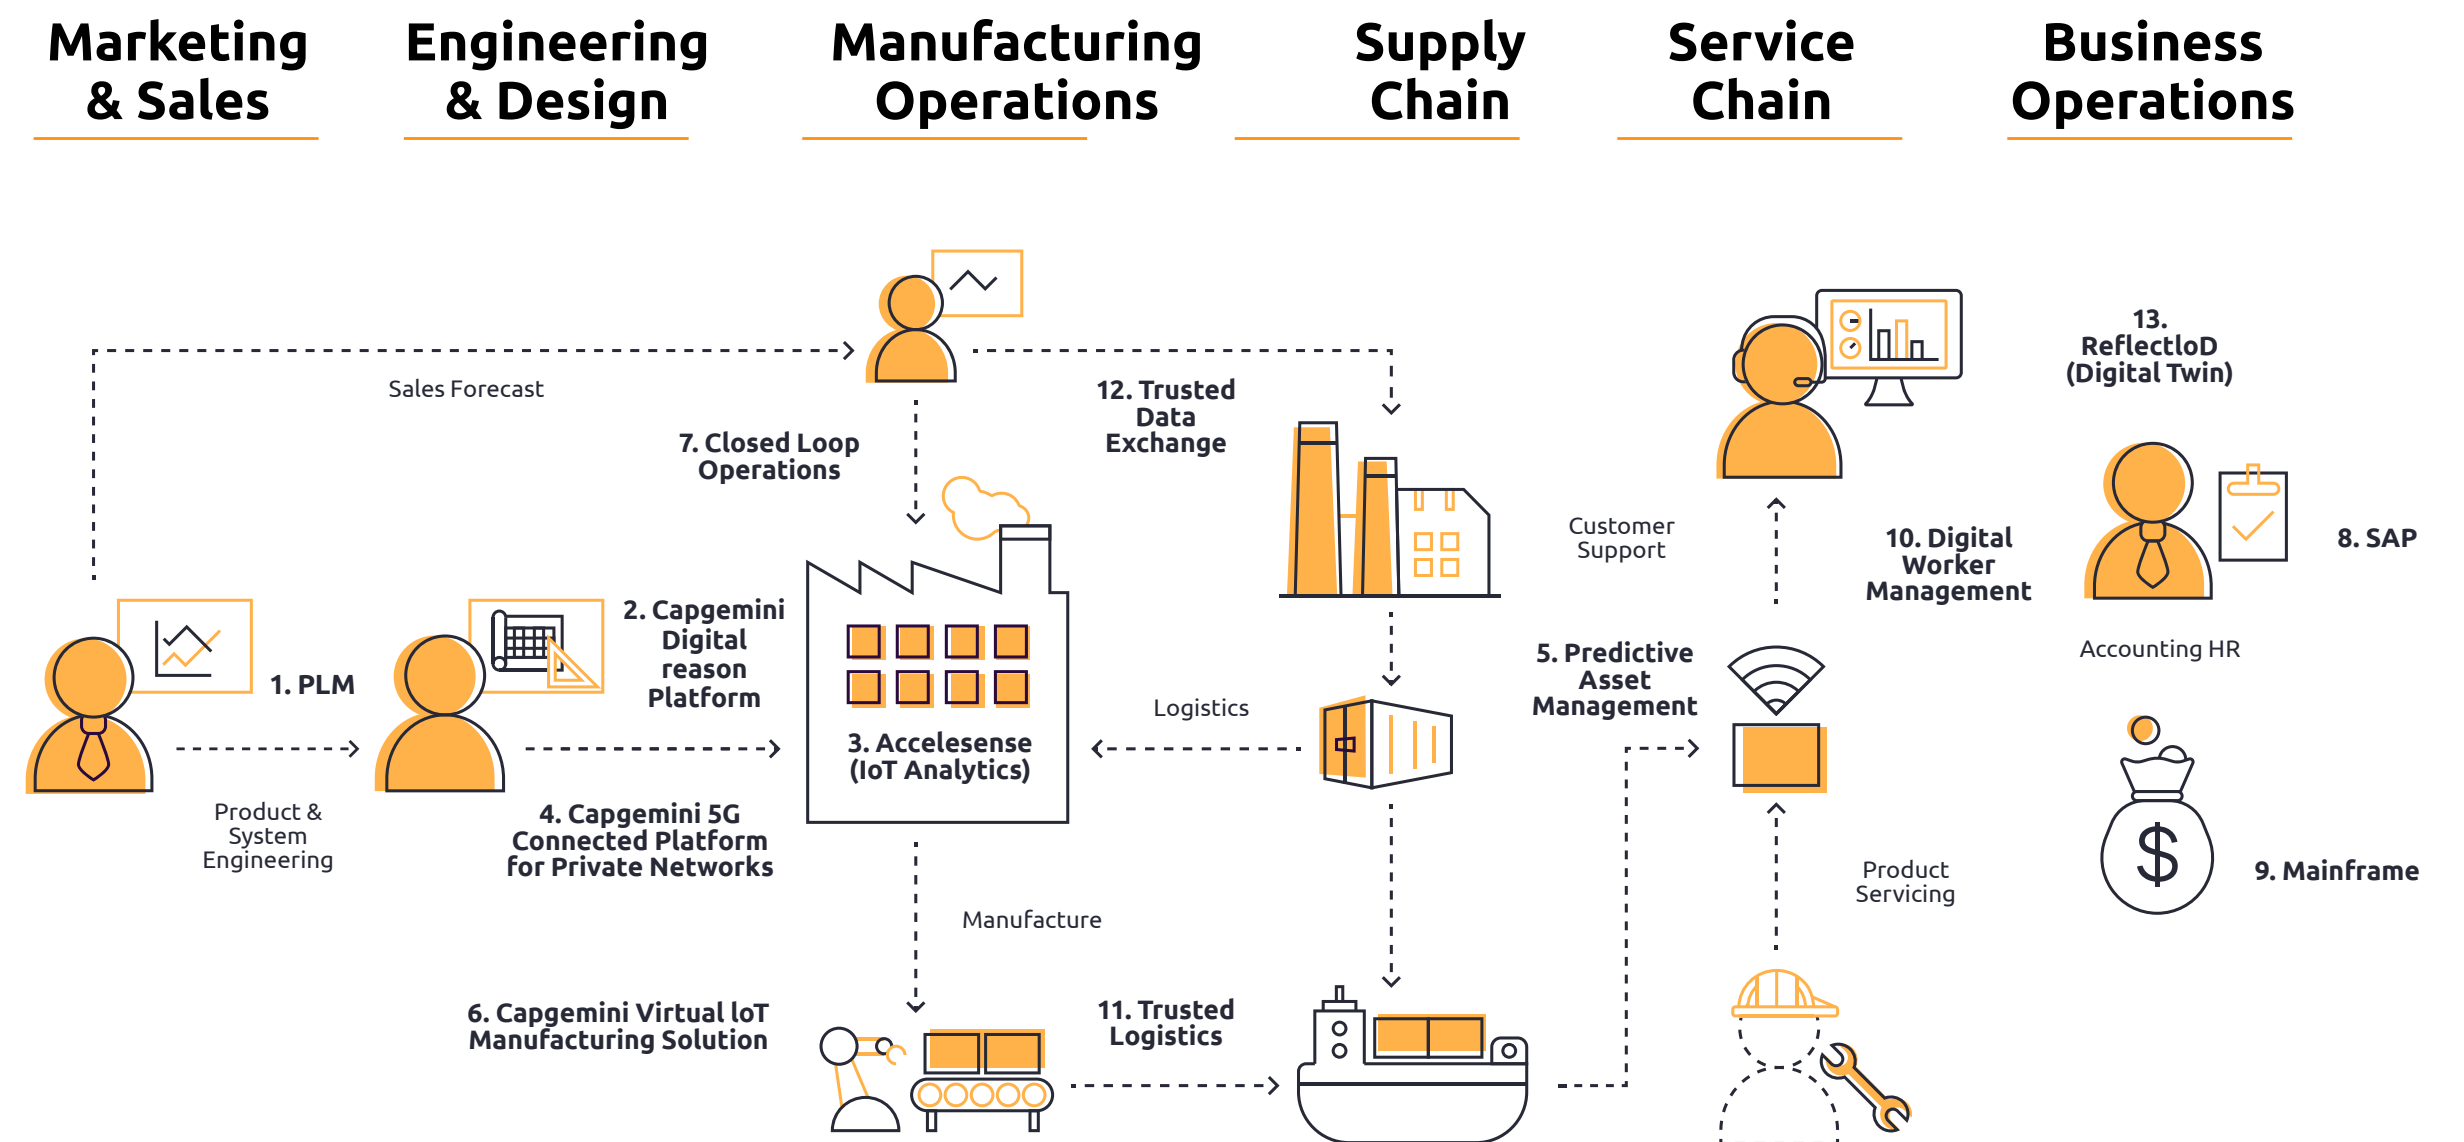 Marketing
& Sales
Engineering
& Design
Manufacturing
Operations
Supply
Chain
Service
Chain
Business
Operations
Sales Forecast
7. Closed Loop
Operations
12. Trusted
Data
Exchange
13.
ReflectloD
(Digital Twin)
Customer
Support
10. Digital
Worker
Management
8. SAP
1. PLM
2. Capgemini
Digital
reason
Platform
3. Accelesense
(IoT Analytics)
Logistics
5. Predictive
Asset
Management
Accounting HR
Product &
System
Engineering
4. Capgemini 5G
Connected Platform
for Private Networks
Manufacture
Product
Servicing
$
9. Mainframe
6. Capgemini Virtual loT
Manufacturing Solution
11. Trusted
Logistics